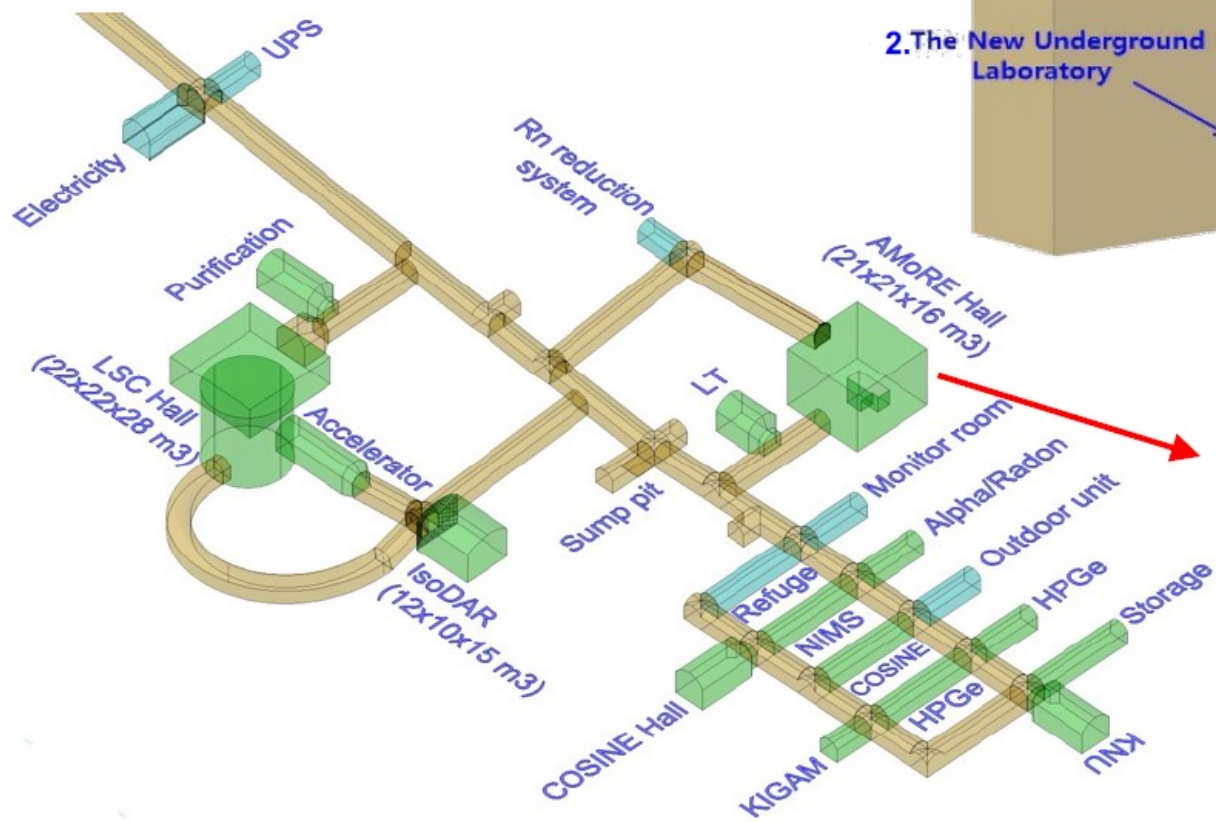 2.The New Underground
Laboratory
UPS
Electricity
Rn reduction
system
Purification
AMoRE Hall
(21x21x16 m3)
LSC Hall
(22x22x28 m3)
Accelerator
LT
Monitor room
Sump pit
Alpha/Radon
IsoDAR
(12x10x15 m3)
Refuge
Outdoor unit
NIMS
HPGe
Storage
COSINE
COSINE Hall
HPGe
KIGAM
KNU